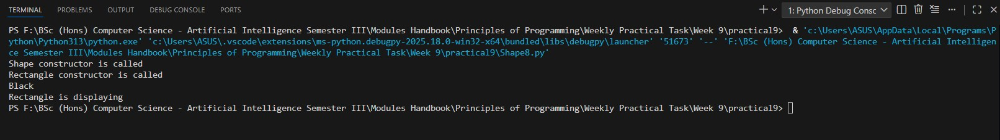 TERMINAL PROBLEMS OUTPUT DEBUG CONSOLE PORTS 1: Python Debug Consc
PS F:\BSc (Hons) Computer Science - Artificial Intelligence Semester III\Modules Handbook\Principles of Programming\Weekly Practical Task\Week 9\practical9>  & 'c:\Users\ASUS\AppData\Local\Programs\P
ython\Python313\python.exe' 'c:\Users\ASUS\.vscode\extensions\ms-python.debugpy-2025.18.0-win32-x64\bundled\libs\debugpy\launcher' '51673' '--' 'F:\BSc (Hons) Computer Science - Artificial Intelligen
ce Semester III\Modules Handbook\Principles of Programming\Weekly Practical Task\Week 9\practical9\Shape8.py'
Shape constructor is called
Rectangle constructor is called
Black
Rectangle is displaying
PS F:\BSc (Hons) Computer Science - Artificial Intelligence Semester III\Modules Handbook\Principles of Programming\Weekly Practical Task\Week 9\practical9>